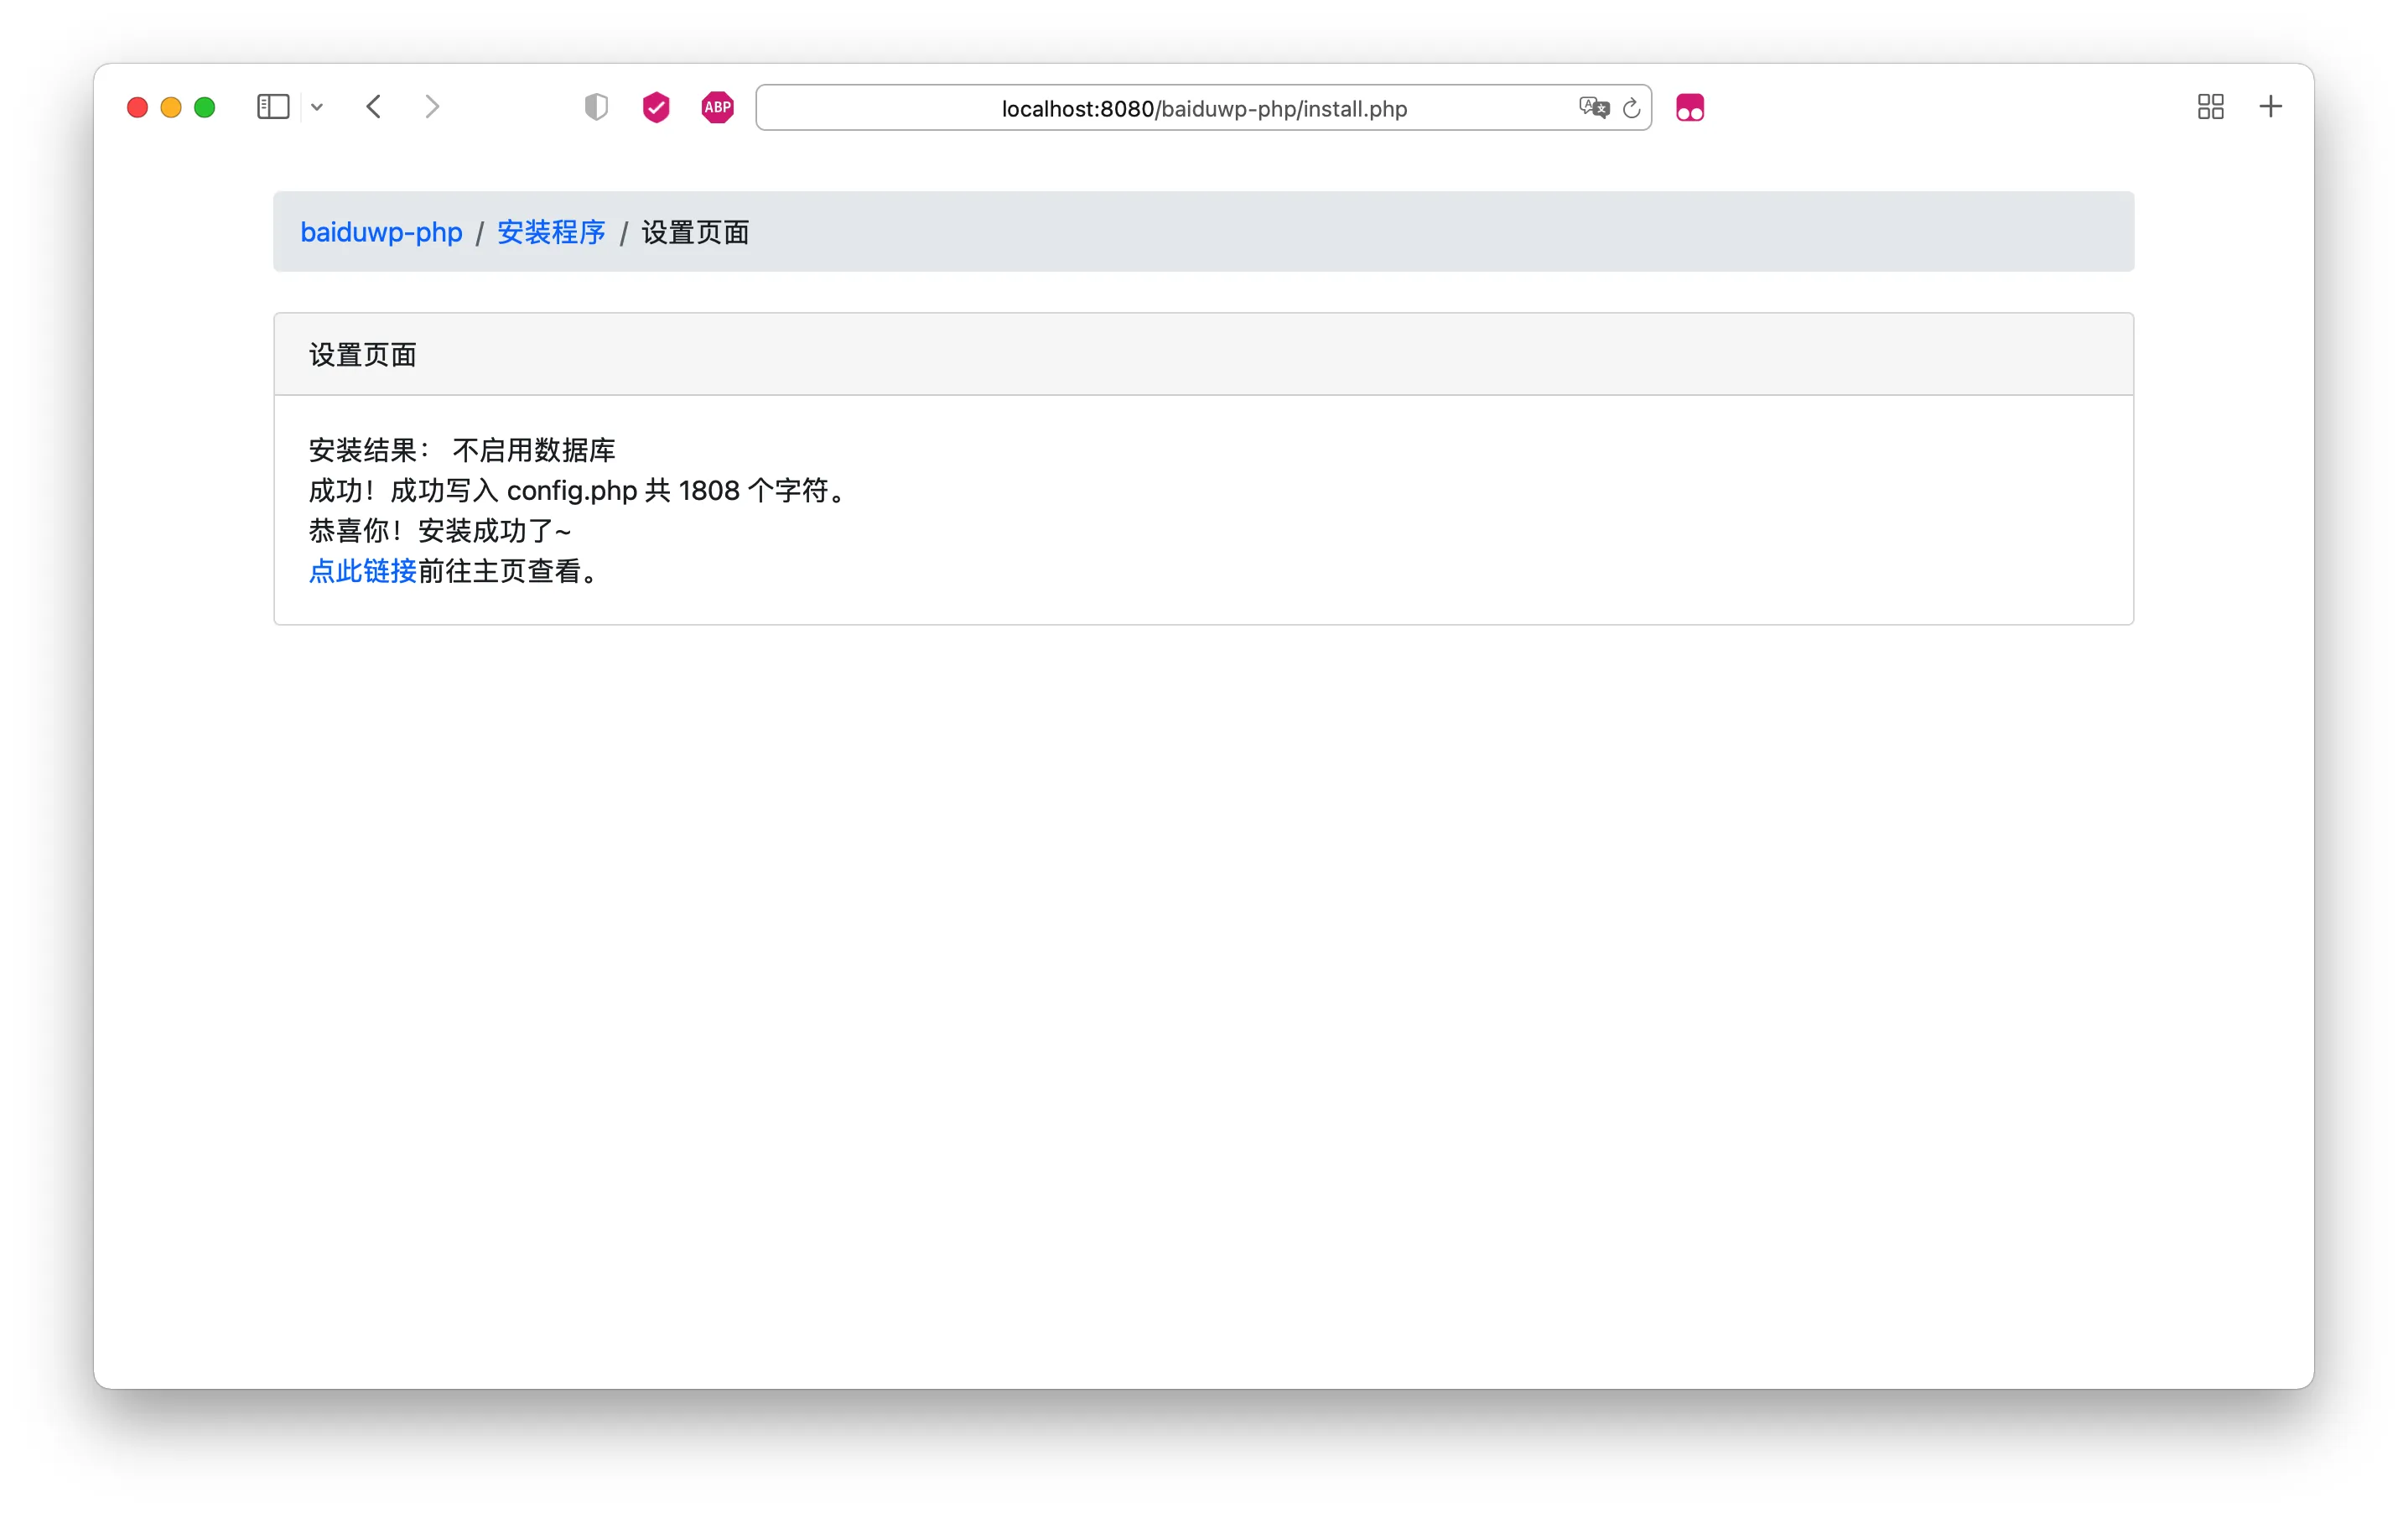 ABP
localhost:8080/baiduwp-php/install.php
baiduwp-php / 安装程序 / 设置页面
设置页面
安装结果： 不启用数据库
成功！成功写入 config.php 共 1808 个字符。
恭喜你！安装成功了~
点此链接前往主页查看。